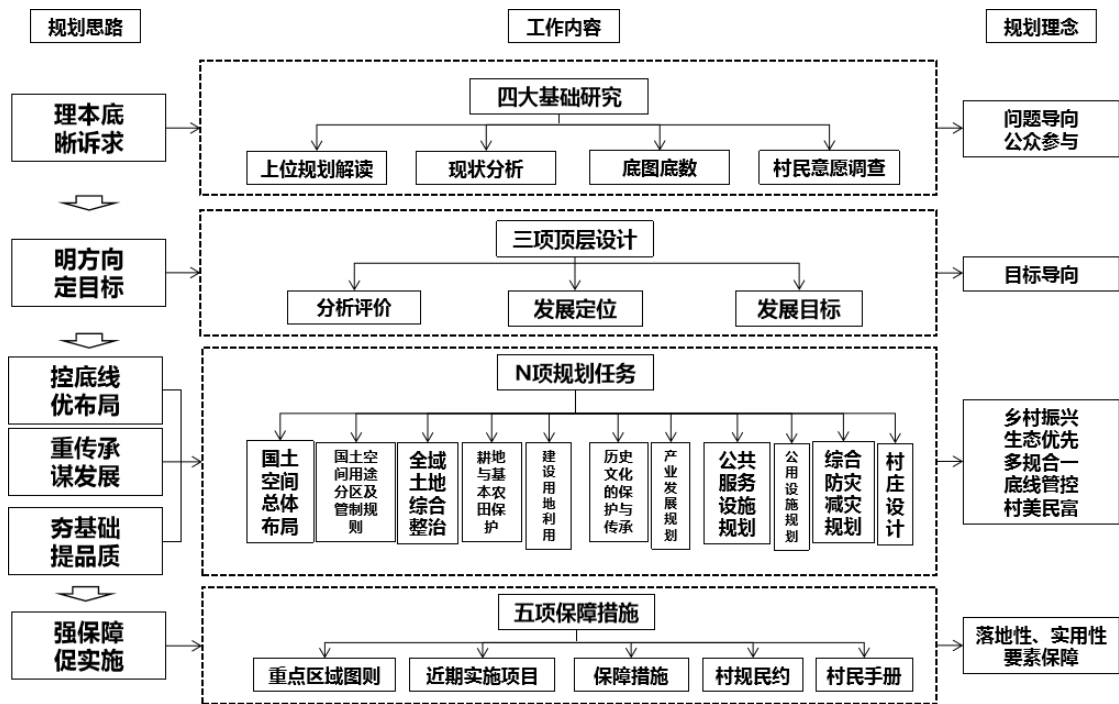 规划思路
工作内容
规划理念
理本底
晰诉求
四大基础研究
上位规划解读
现状分析
底图底数
村民意愿调查
问题导向
公众参与
明方向
定目标
三项顶层设计
分析评价
发展定位
发展目标
目标导向
控底线
优布局
重传承
谋发展
夯基础
提品质
N项规划任务
国土
空间
总体
布局
国土空
间用途
分区及
管制规
则
全域
土地
综合
整治
耕地
与基
本农
田保
护
建
设
用
地
利
用
历史
文化
的保
护与
传承
产
业
发
展
规
划
公共
服务
设施
规划
公
用
设
施
规
划
综合
防灾
减灾
规划
村
庄
设
计
乡村振兴
生态优先
多规合一
底线管控
村美民富
强保障
促实施
五项保障措施
重点区域图则
近期实施项目
保障措施
村规民约
村民手册
落地性、实用性
要素保障